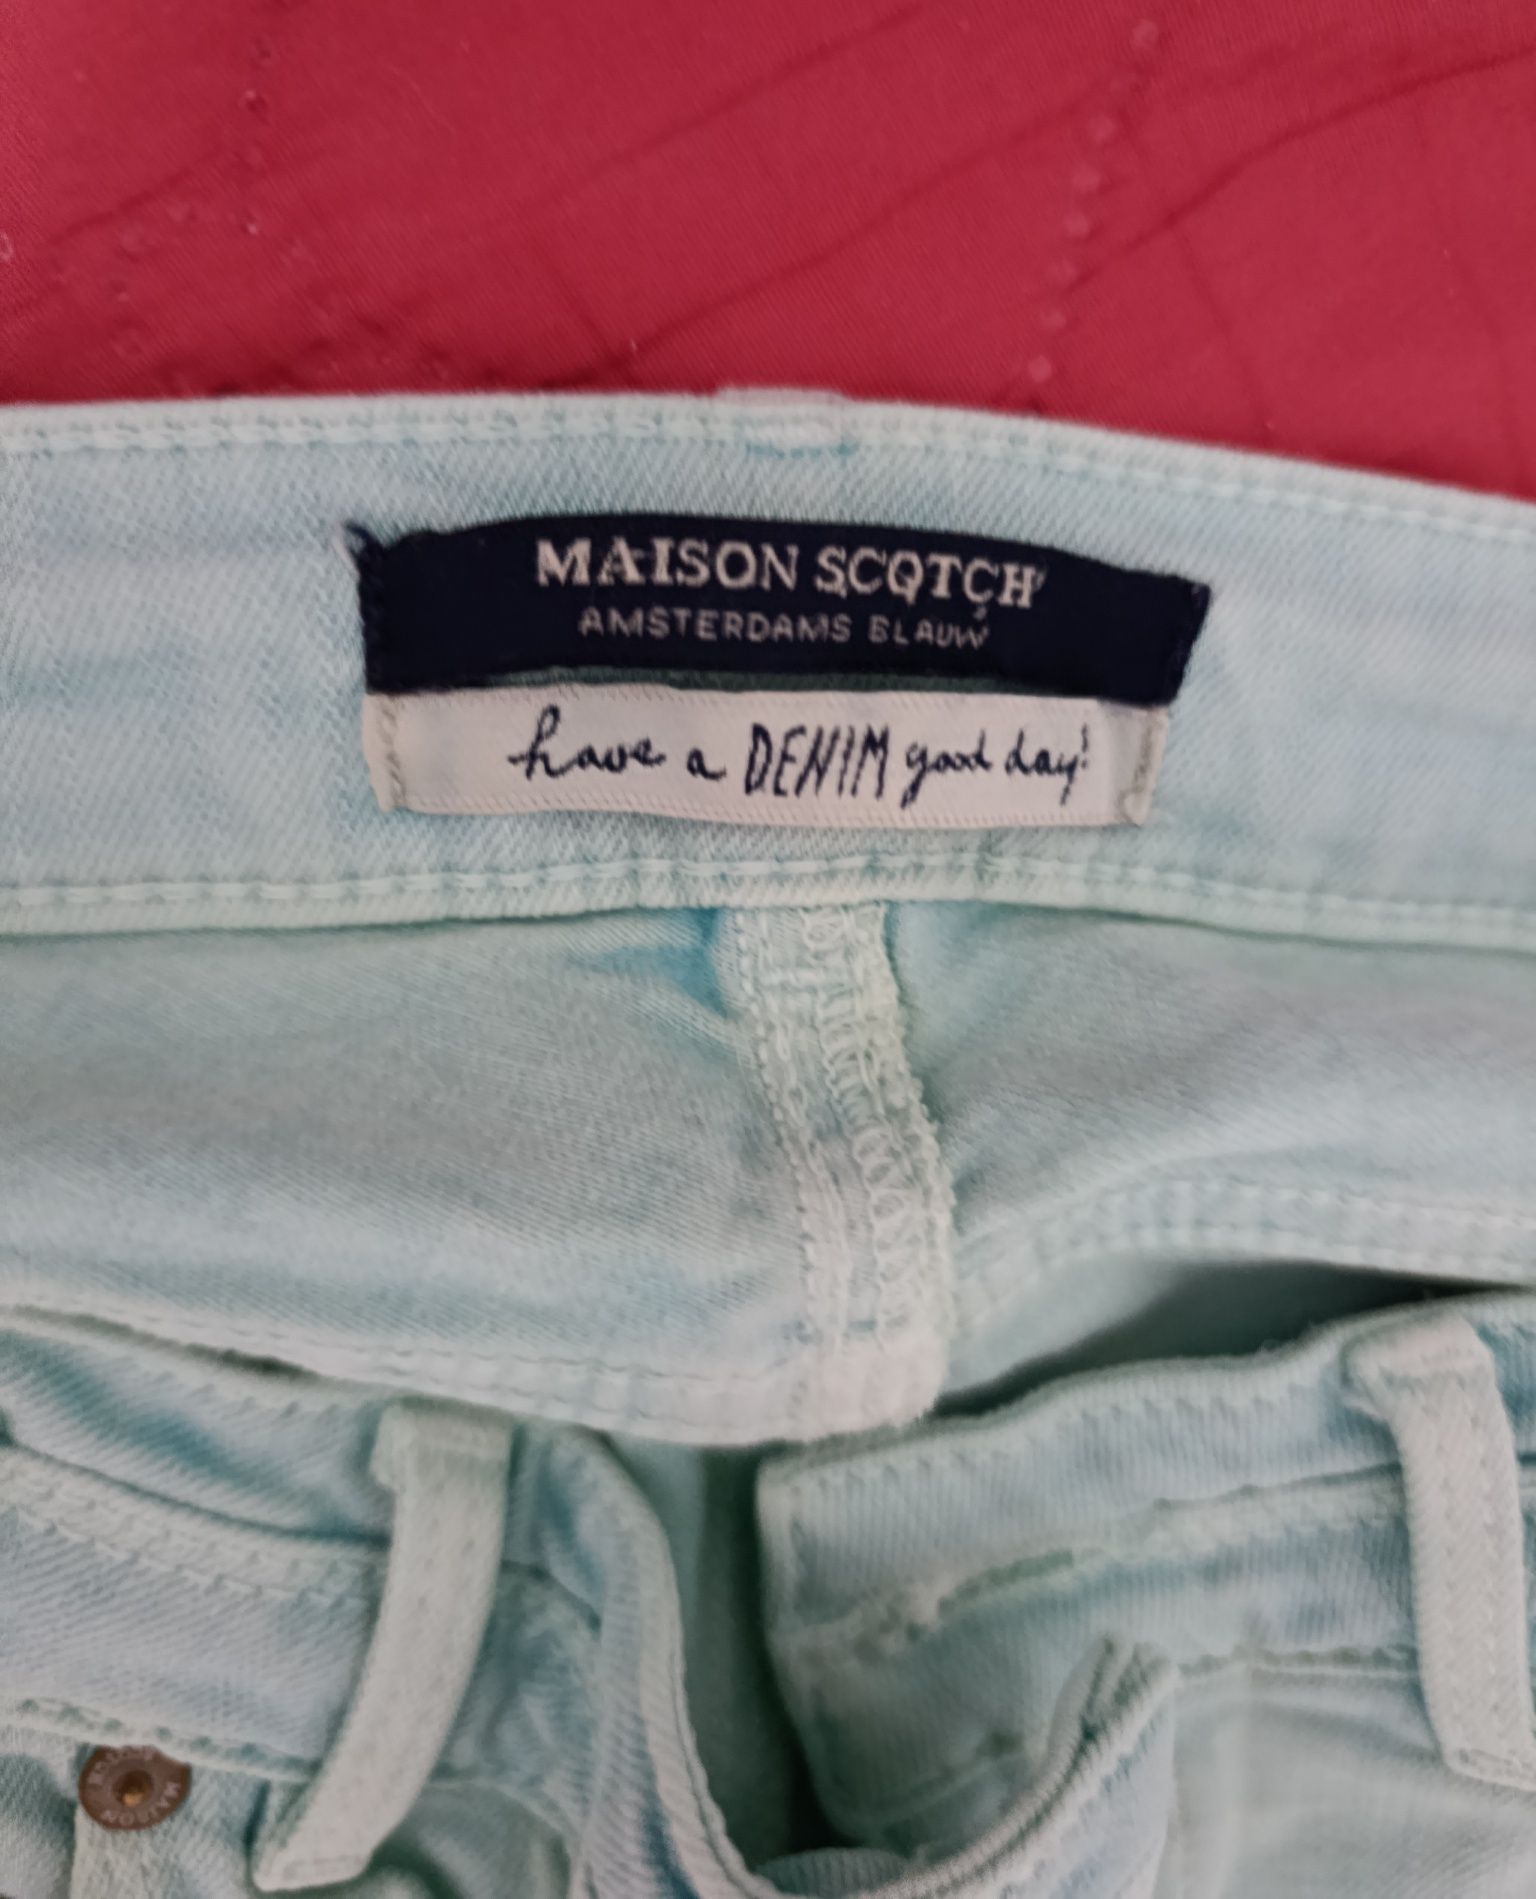 MAISON SCOTCH
AMSTERDAMS BLAUW
have a DENIM good day!